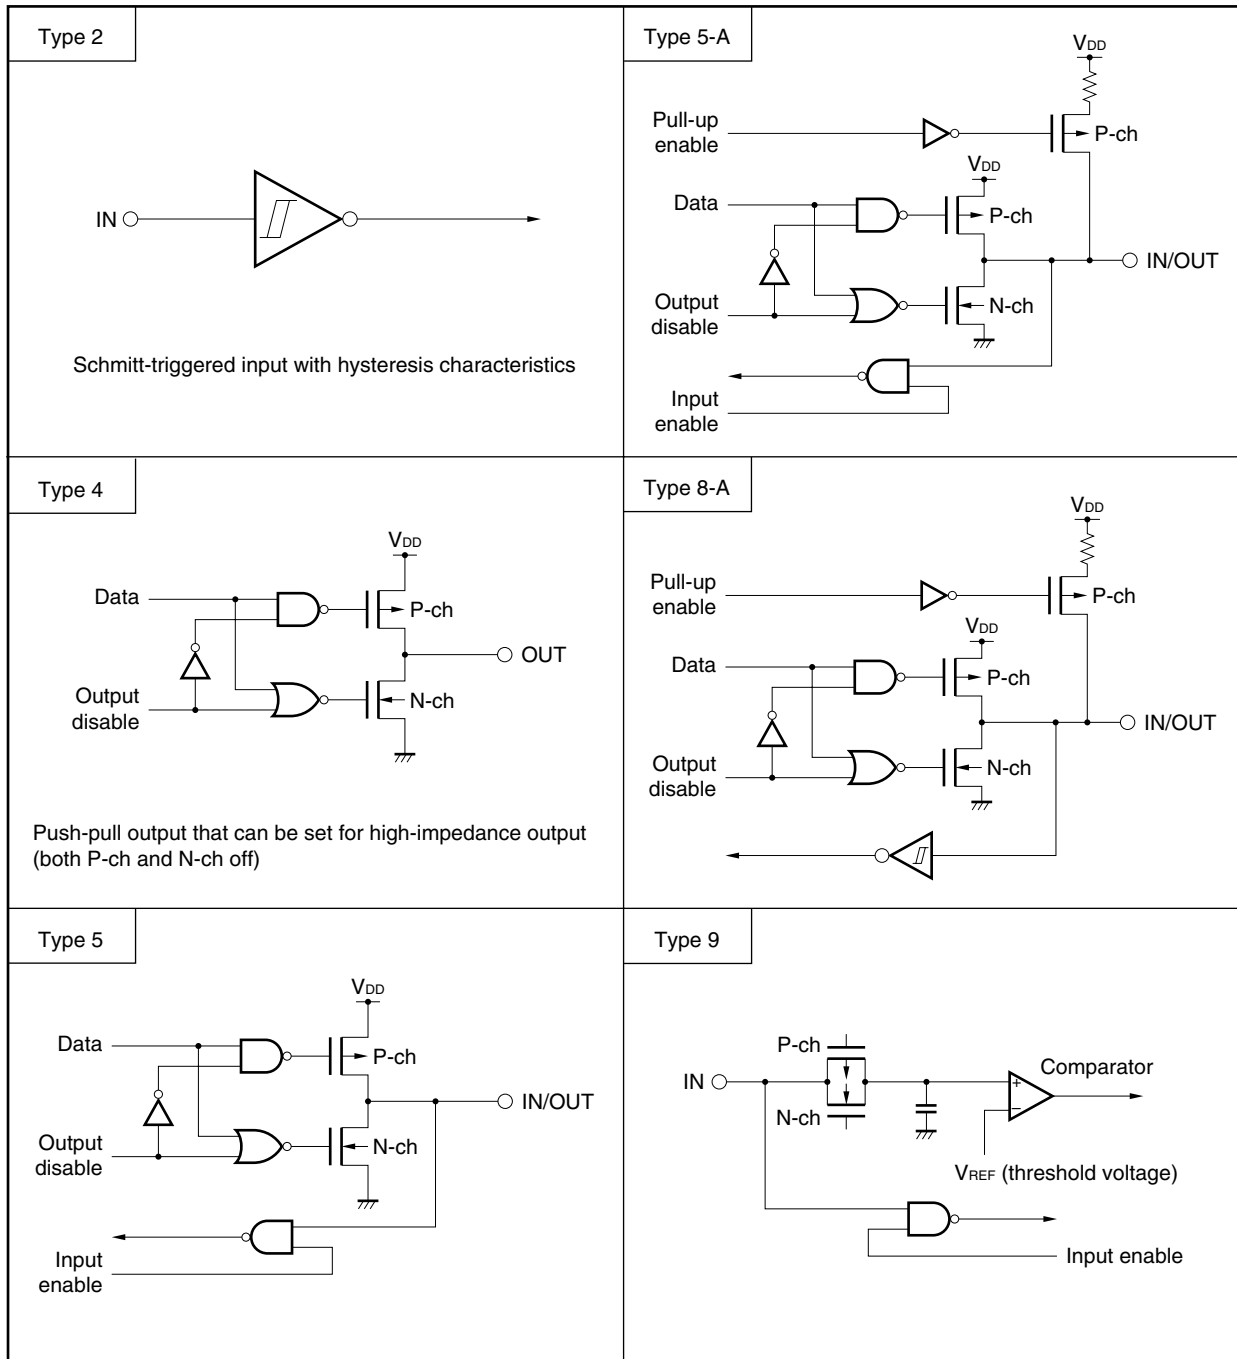 Type 2
IN
Schmitt-triggered input with hysteresis characteristics
Type 5-A
VDD
Pull-up
enable
P-ch
VDD
Data
P-ch
IN/OUT
Output
disable
N-ch
Input
enable
Type 4
VDD
Data
P-ch
OUT
Output
disable
N-ch
Push-pull output that can be set for high-impedance output
(both P-ch and N-ch off)
Type 8-A
VDD
Pull-up
enable
P-ch
VDD
Data
P-ch
IN/OUT
Output
disable
N-ch
Type 5
VDD
Data
P-ch
IN/OUT
Output
disable
N-ch
Input
enable
Type 9
P-ch
Comparator
IN
+
−
N-ch
VREF (threshold voltage)
Input enable